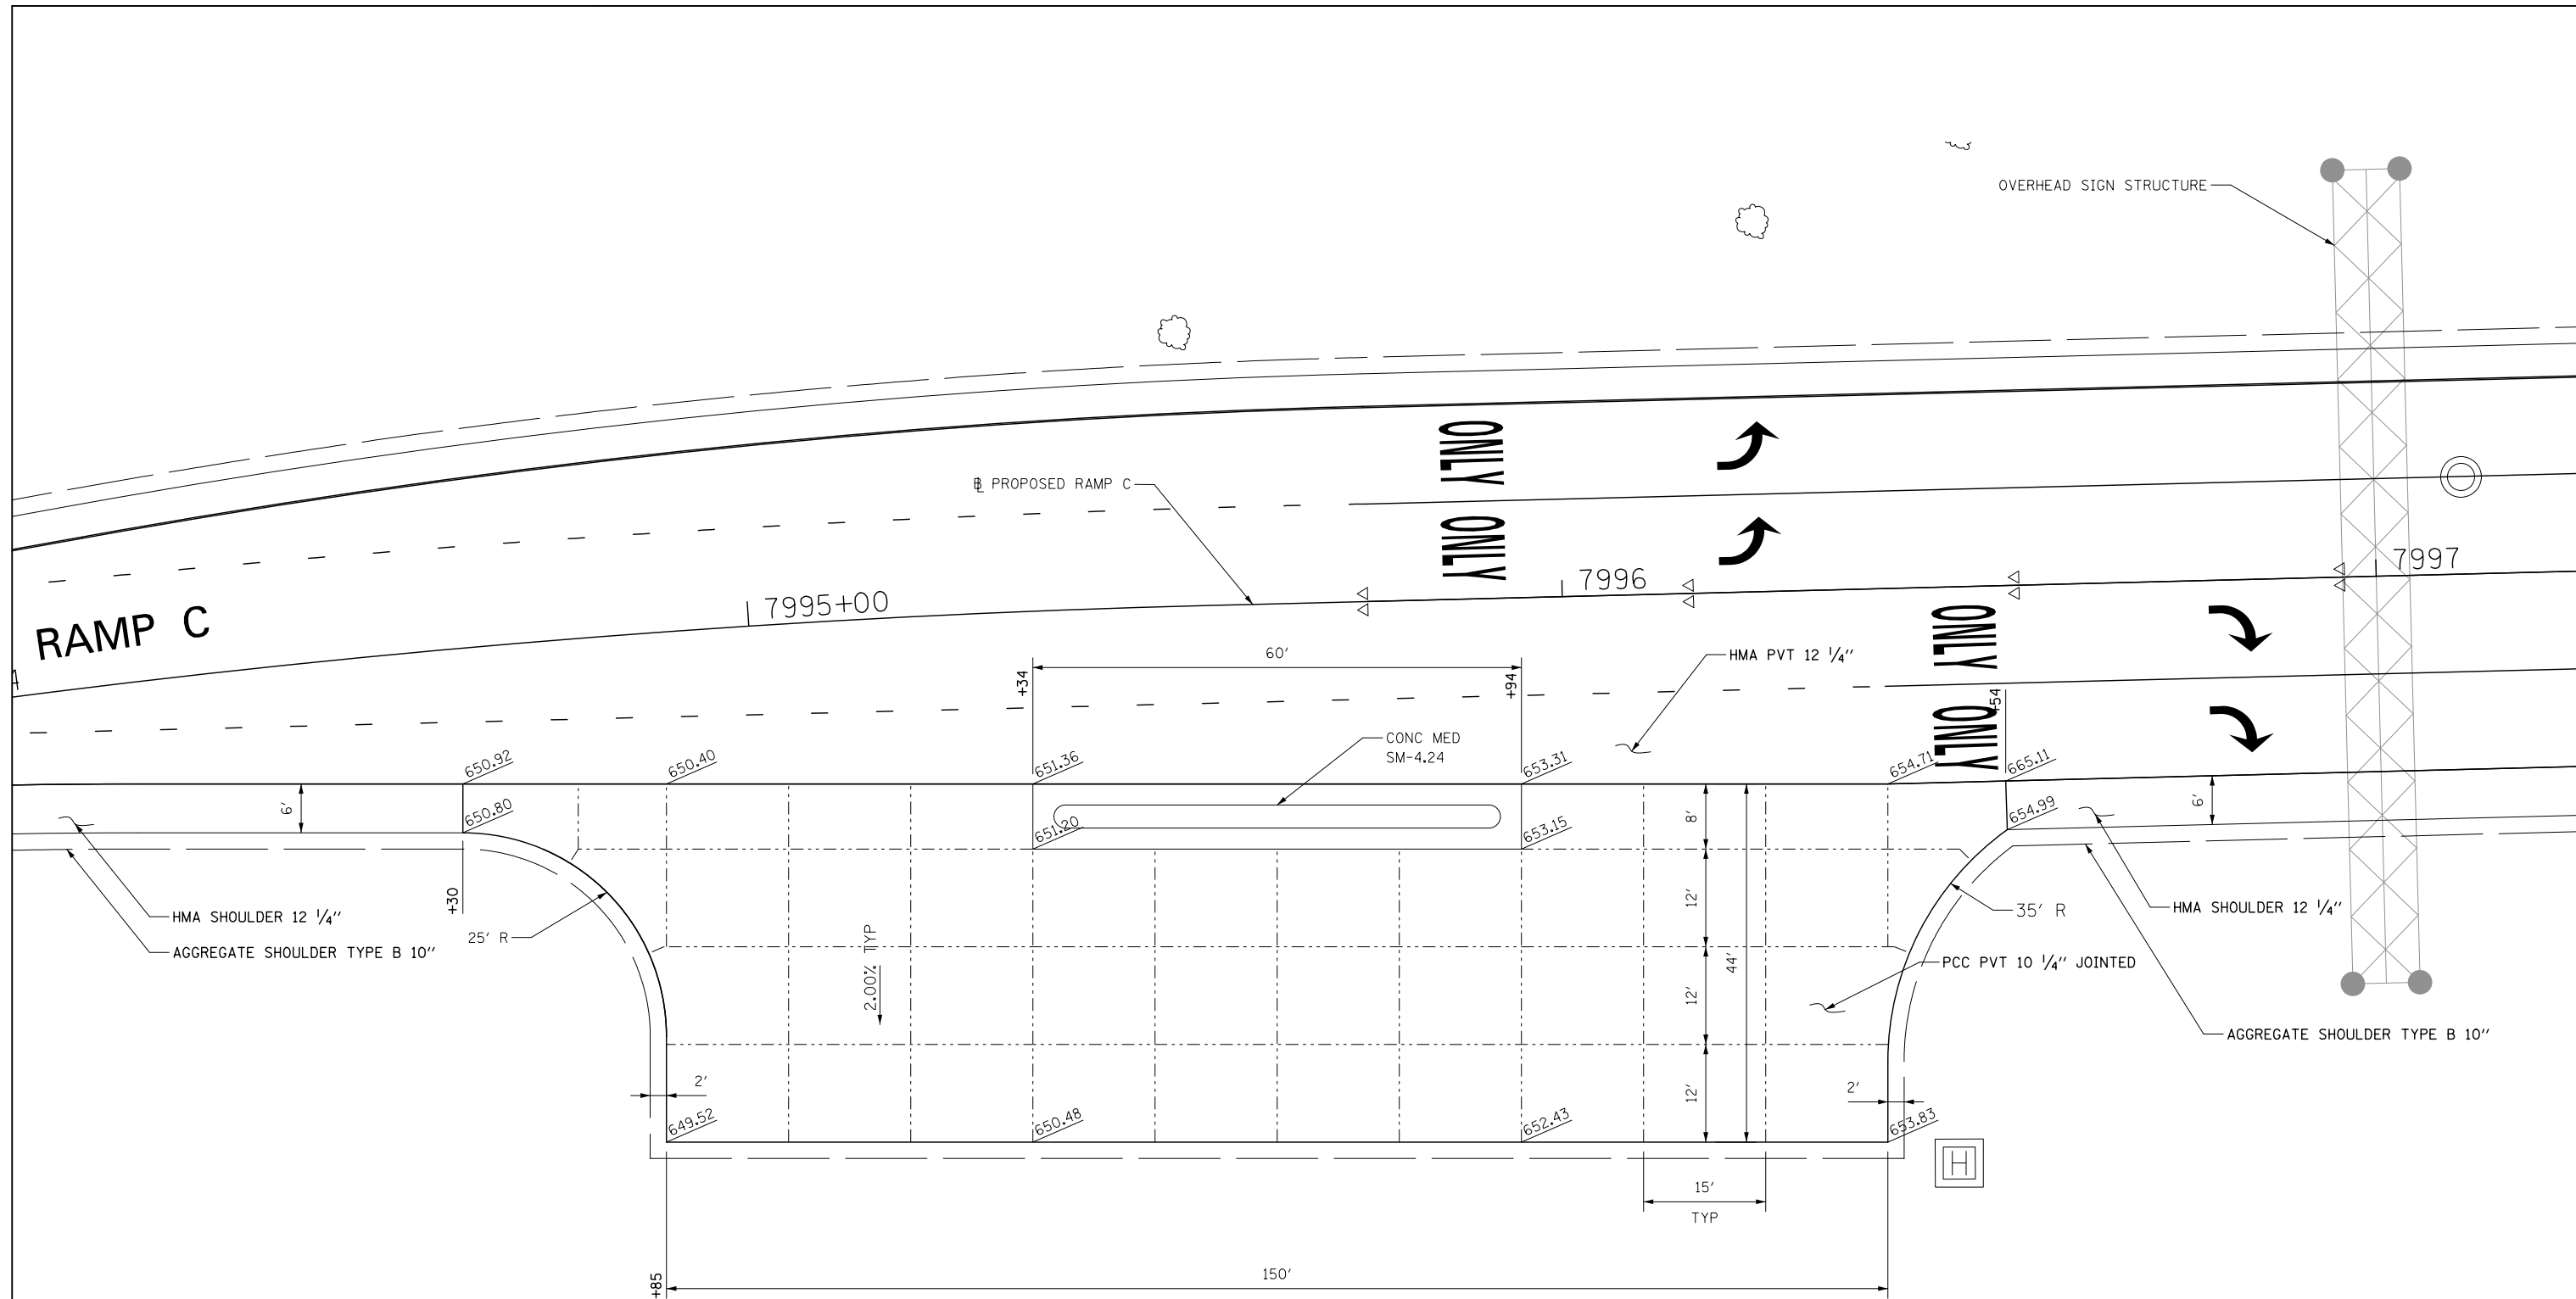 OVERHEAD SIGN STRUCTURE
ONLY
ONLY
℄ PROPOSED RAMP C
7997
7996
7995+00
RAMP C
ONLY
ONLY
60'
HMA PVT 12 1/4"
+34
+94
+54
CONC MED
SM-4.24
650.92
650.40
651.36
653.31
654.71
665.11
6'
650.80
651.20
653.15
8'
654.99
6'
+30
HMA SHOULDER 12 1/4"
25' R
AGGREGATE SHOULDER TYPE B 10"
2.00% TYP
12'
12'
12'
44'
35' R
HMA SHOULDER 12 1/4"
PCC PVT 10 1/4" JOINTED
AGGREGATE SHOULDER TYPE B 10"
2'
2'
649.52
650.48
652.43
653.83
H
15'
TYP
150'
+85